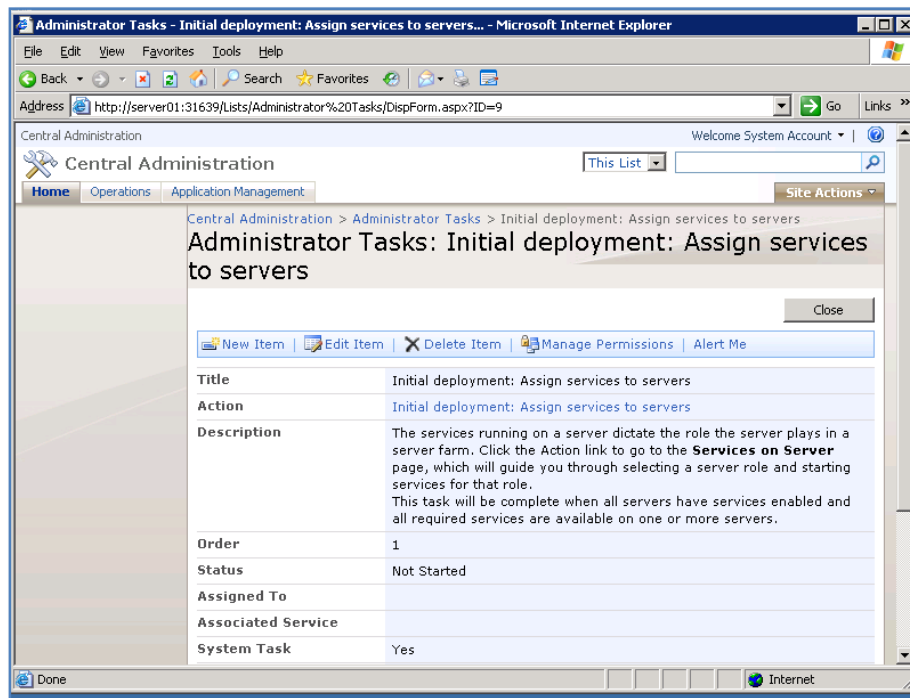 Administrator Tasks - Initial deployment: Assign services to servers... - Microsoft Internet Explorer
File Edit View Favorites Tools Help
Back Search Favorites
Address http://server01:31639/Lists/Administrator%20Tasks/DispForm.aspx?ID=9 Go Links »
Central Administration Welcome System Account
Central Administration This List
Home Operations Application Management Site Actions
Central Administration > Administrator Tasks > Initial deployment: Assign services to servers
Administrator Tasks: Initial deployment: Assign services
to servers
Close
New Item | Edit Item | Delete Item | Manage Permissions | Alert Me
Title Initial deployment: Assign services to servers
Action Initial deployment: Assign services to servers
Description The services running on a server dictate the role the server plays in a
server farm. Click the Action link to go to the Services on Server
page, which will guide you through selecting a server role and starting
services for that role.
This task will be complete when all servers have services enabled and
all required services are available on one or more servers.
Order 1
Status Not Started
Assigned To
Associated Service
System Task Yes
Done Internet